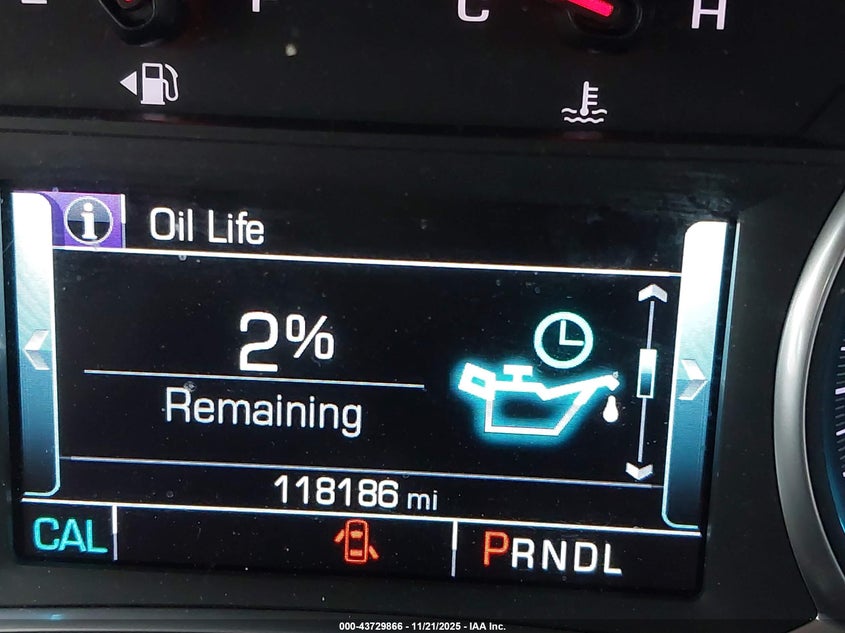 C H
i Oil Life
2%
Remaining
118186 mi
CAL PRNDL
000-43729866 - 11/21/2025 - IAA Inc.